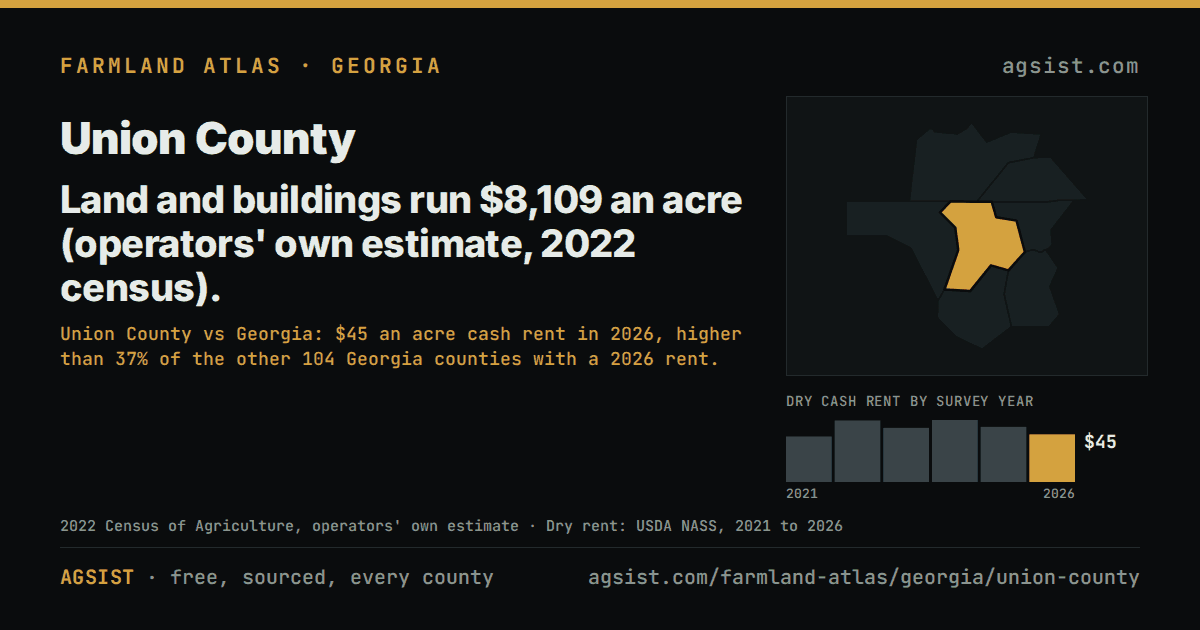 FARMLAND ATLAS · GEORGIA
agsist.com
Union County
Land and buildings run $8,109 an acre
(operators' own estimate, 2022
census).
Union County vs Georgia: $45 an acre cash rent in 2026, higher
than 37% of the other 104 Georgia counties with a 2026 rent.
DRY CASH RENT BY SURVEY YEAR
$45
2021
2026
2022 Census of Agriculture, operators' own estimate · Dry rent: USDA NASS, 2021 to 2026
AGSIST · free, sourced, every county
agsist.com/farmland-atlas/georgia/union-county